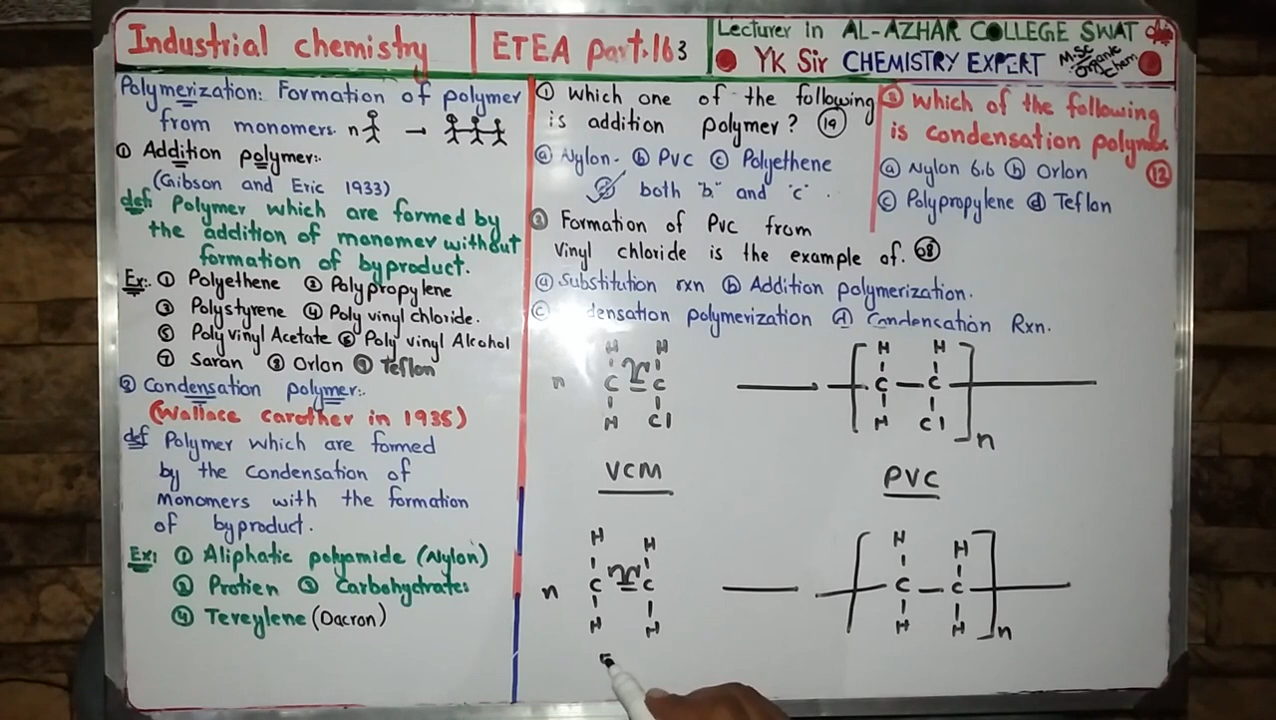 Industrial chemistry
ETEA part.163
Lecturer in AL-AZHAR COLLEGE SWAT
YK Sir CHEMISTRY EXPERT
M.SC
Organic
Chem
Polymerization: Formation of polymer
from monomers. n →
① Addition polymer:-
(Gibson and Eric 1933)
def: Polymer which are formed by
the addition of monomer without
formation of byproduct.
Ex:- ① Polyethene ② Polypropylene
③ Polystyrene ④ Poly vinyl chloride.
⑤ Poly vinyl Acetate ⑥ Poly vinyl Alcohol
⑦ Saran ⑧ Orlon ⑨ Teflon
② Condensation polymer:-
(Wallace carother in 1935)
def Polymer which are formed
by the condensation of
Monomers with the formation
of byproduct.
Ex: ① Aliphatic polyamide (Nylon)
② Protien ③ Carbohydrates
④ Tereylene (Dacron)
① Which one of the following
is addition polymer? ⑲
ⓐ Nylon. ⓑ PVC ⓒ Polyethene
both "b" and "c".
② Formation of PVC from
vinyl chloride is the example of. 08
ⓐ Substitution rxn ⓑ Addition polymerization.
ⓒ densation polymerization ⓓ Condencation Rxn.
③ Which of the following
is condensation polymer
⑫
ⓐ Nylon 6.6 ⓑ Orlon
ⓒ Polypropylene ⓓ Teflon
H H H H
n C = C C — C
H Cl H Cl n
VCM PVC
H H H H
n C = C C — C
H H H H n